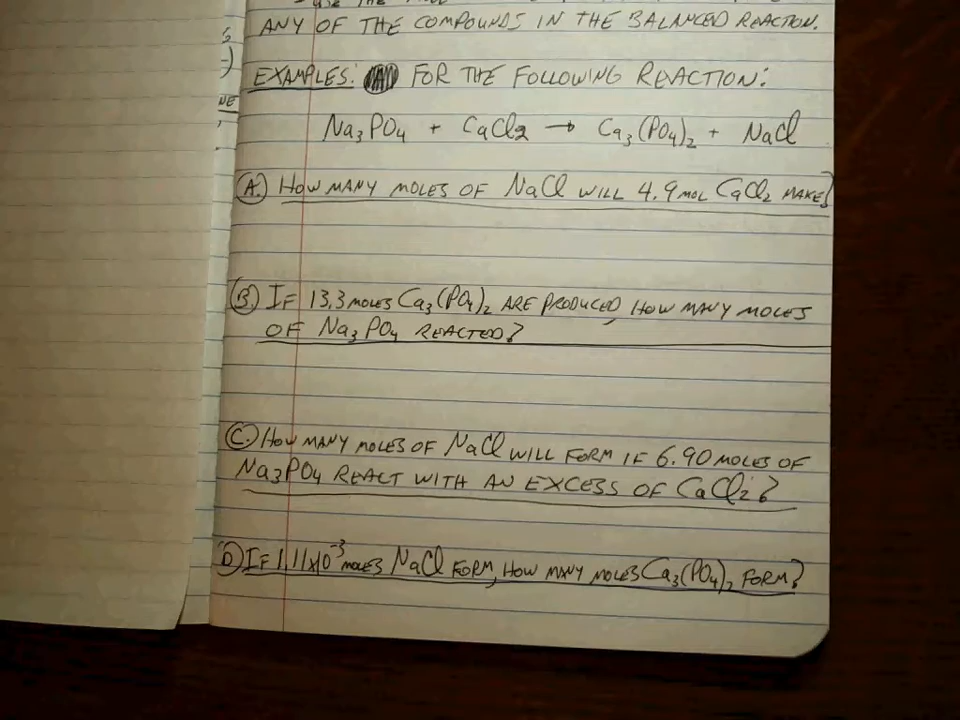 ANY OF THE COMPOUNDS IN THE BALANCED REACTION.
EXAMPLES: FOR THE FOLLOWING REACTION:
Na₃PO₄ + CaCl₂ → Ca₃(PO₄)₂ + NaCl
A. HOW MANY MOLES OF NaCl WILL 4.9 MOL CaCl₂ MAKE?
B. IF 13.3 MOLES Ca₃(PO₄)₂ ARE PRODUCED, HOW MANY MOLES
OF Na₃PO₄ REACTED?
C. HOW MANY MOLES OF NaCl WILL FORM IF 6.90 MOLES OF
Na₃PO₄ REACT WITH AN EXCESS OF CaCl₂?
D. IF 1.11x10⁻³ MOLES NaCl FORM, HOW MANY MOLES Ca₃(PO₄)₂ FORM?